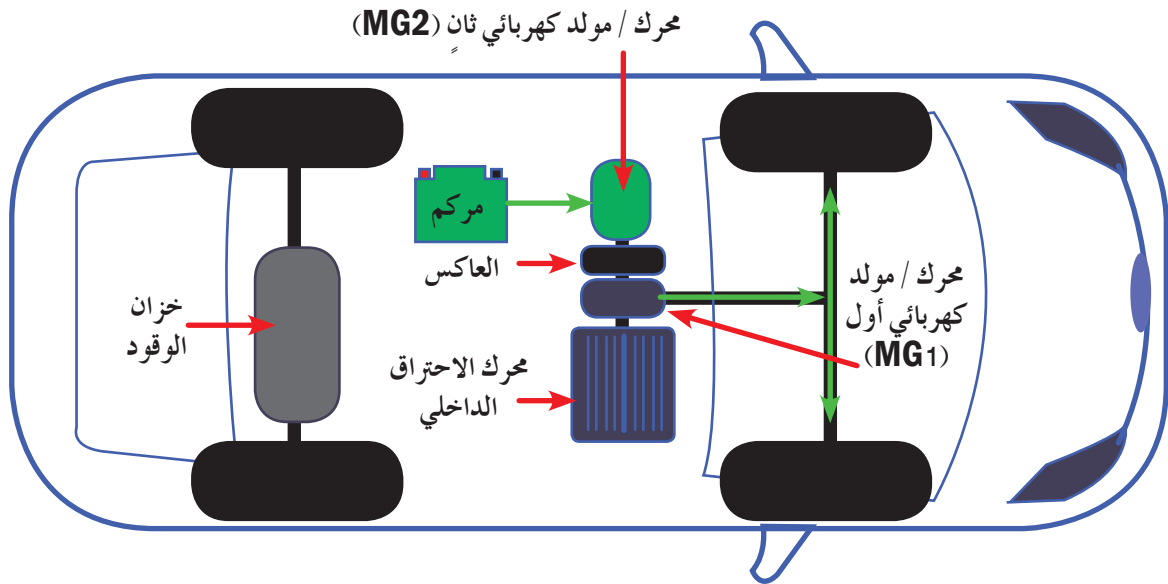 محرك / مولد كهربائي ثانٍ (MG2)
مركم
العاكس
محرك / مولد
كهربائي أول
(MG1)
خزان
الوقود
محرك الاحتراق
الداخلي